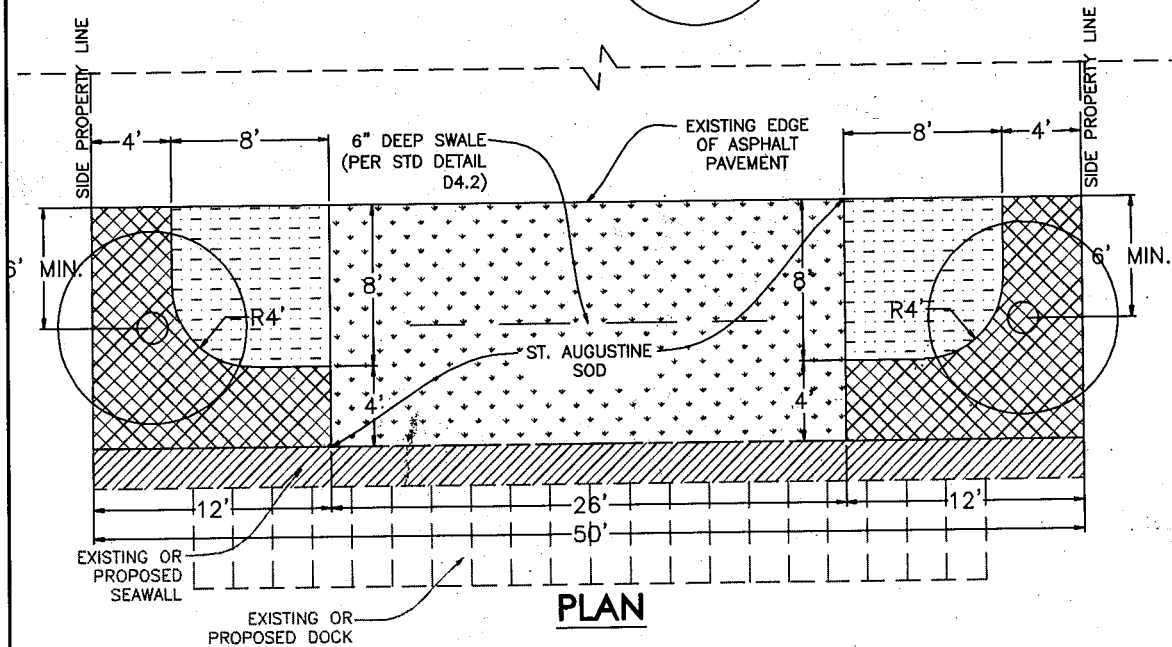 SIDE PROPERTY LINE
SIDE PROPERTY LINE
4'
8'
6" DEEP SWALE
(PER STD DETAIL
D4.2)
EXISTING EDGE
OF ASPHALT
PAVEMENT
8'
4'
6' MIN.
8'
8'
6' MIN.
R4'
R4'
ST. AUGUSTINE
SOD
4'
4'
12'
26'
12'
50'
EXISTING OR
PROPOSED
SEAWALL
EXISTING OR
PROPOSED DOCK
PLAN